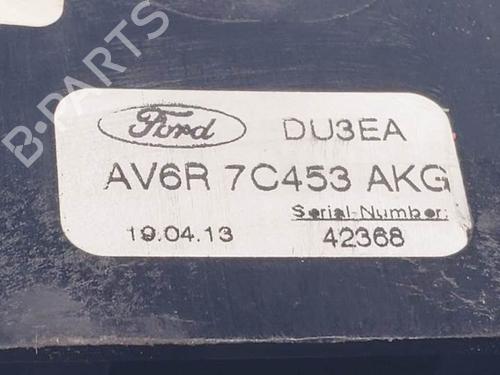 B-PARTS
Ford DU3EA
AV6R 7C453 AKG
Serial-Number:
19.04.13 42368